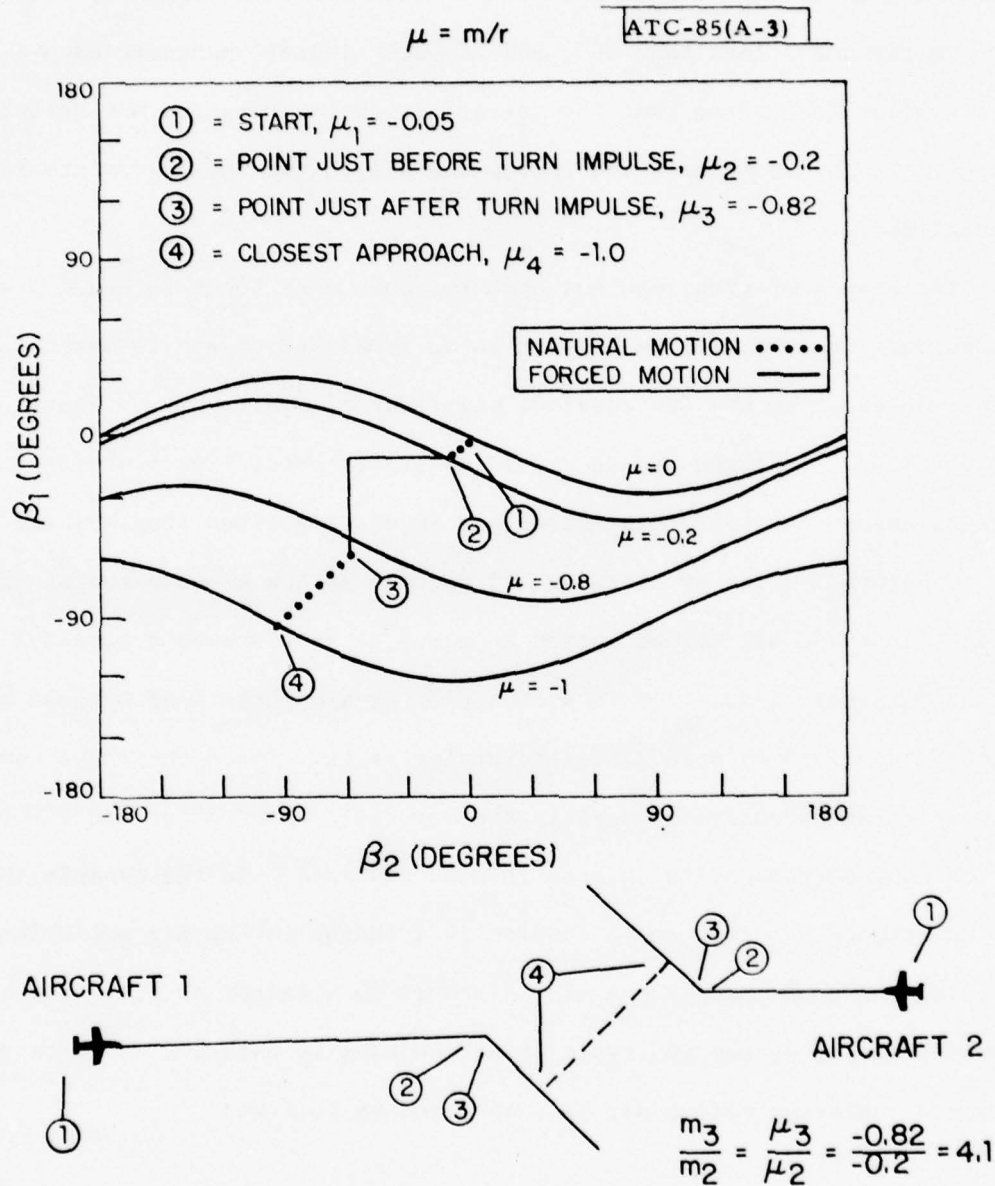 ATC-85(A-3)
μ = m/r
180
① = START, μ₁ = -0.05
② = POINT JUST BEFORE TURN IMPULSE, μ₂ = -0.2
③ = POINT JUST AFTER TURN IMPULSE, μ₃ = -0.82
④ = CLOSEST APPROACH, μ₄ = -1.0
90
NATURAL MOTION ••••••
FORCED MOTION ———
β₁ (DEGREES)
0
μ=0
①
②
μ=-0.2
③
μ = -0.8
-90
④
μ = -1
-180
-180 -90 0 90 180
β₂ (DEGREES)
①
③
②
④
AIRCRAFT 1
AIRCRAFT 2
②
③
①
m₃/m₂ = μ₃/μ₂ = -0.82/-0.2 = 4.1